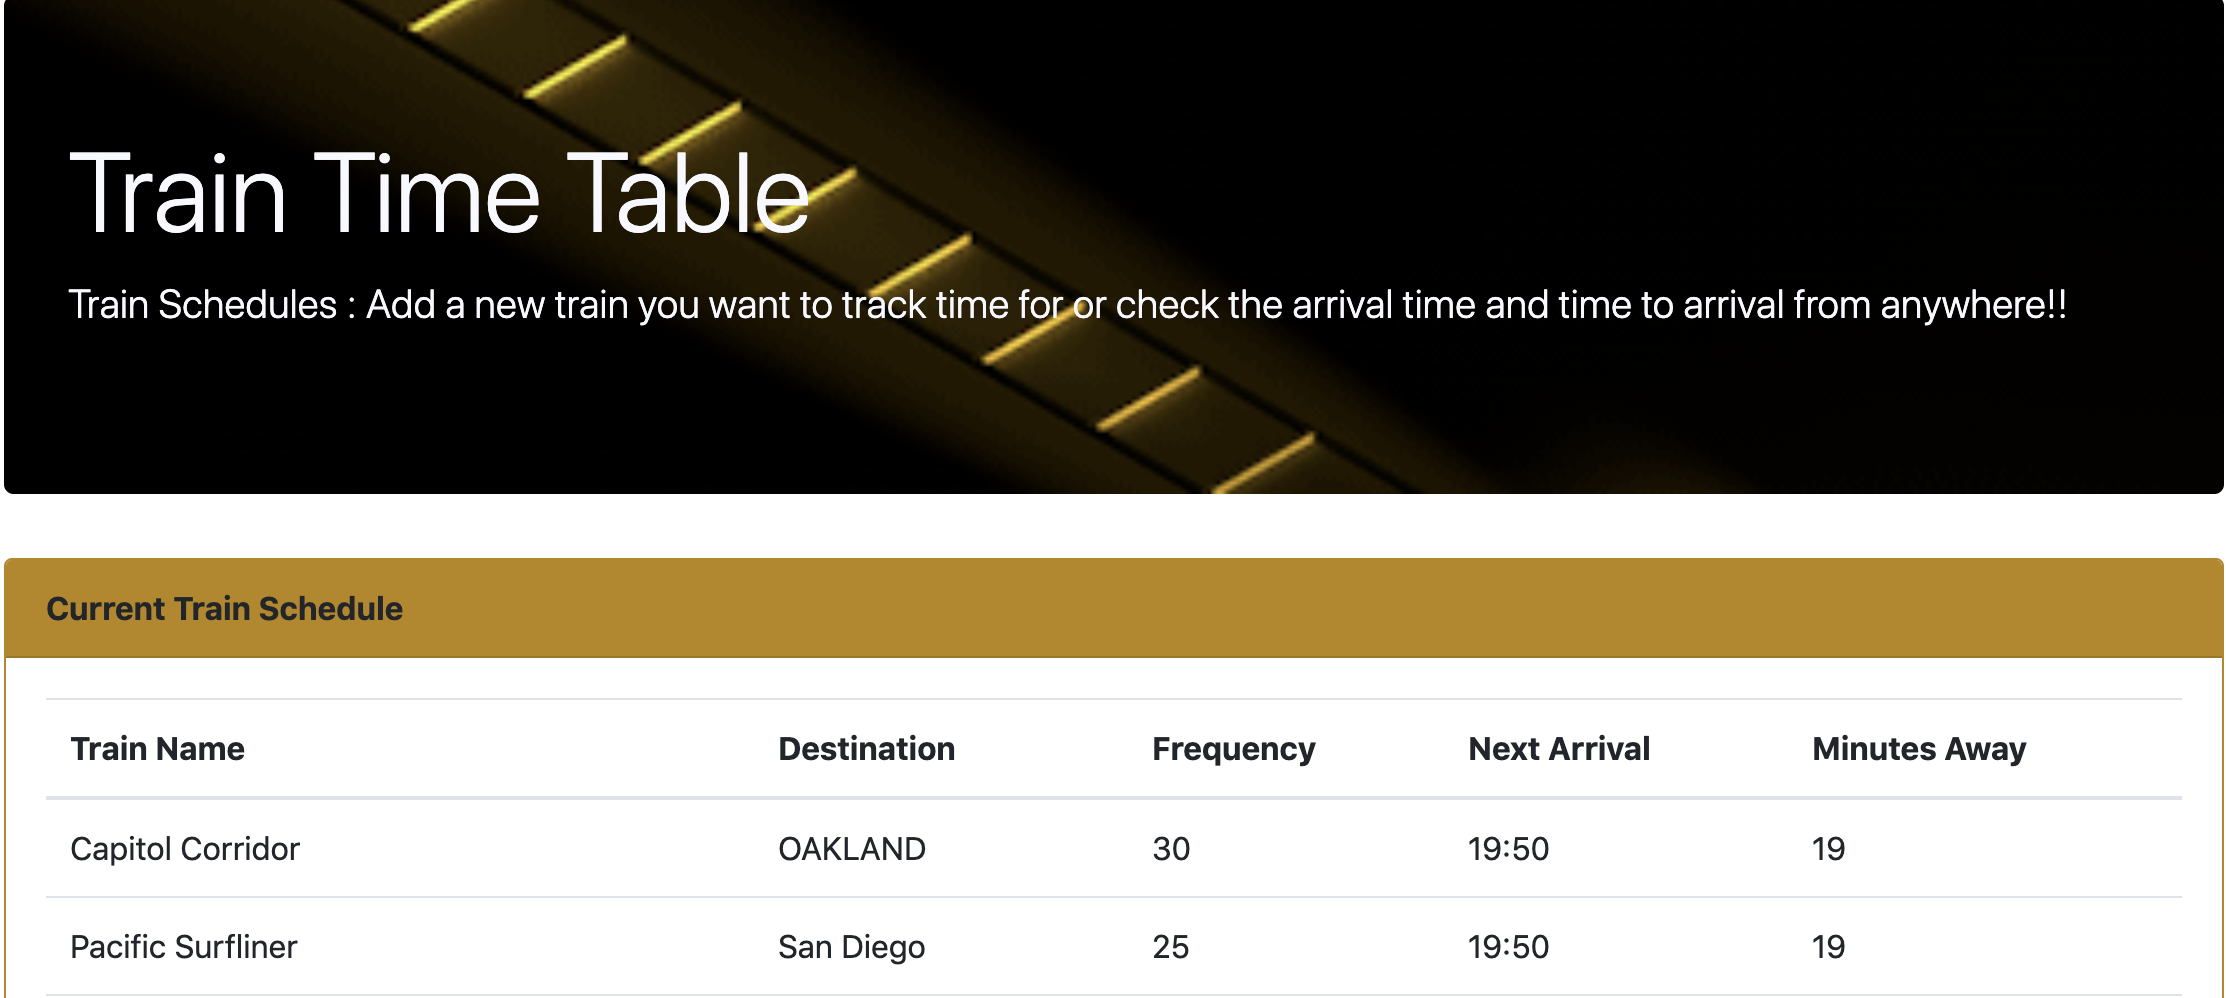 Train Time Table
Train Schedules : Add a new train you want to track time for or check the arrival time and time to arrival from anywhere!!
Current Train Schedule
Train Name Destination Frequency Next Arrival Minutes Away
Capitol Corridor OAKLAND 30 19:50 19
Pacific Surfliner San Diego 25 19:50 19